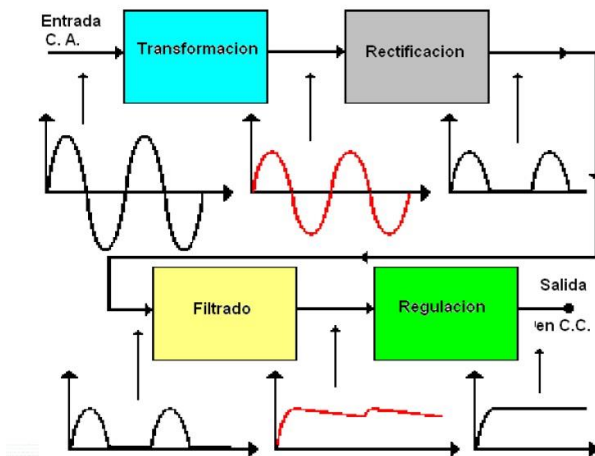 Entrada
C. A.
Transformacion
Rectificacion
Filtrado
Regulacion
Salida
en C.C.